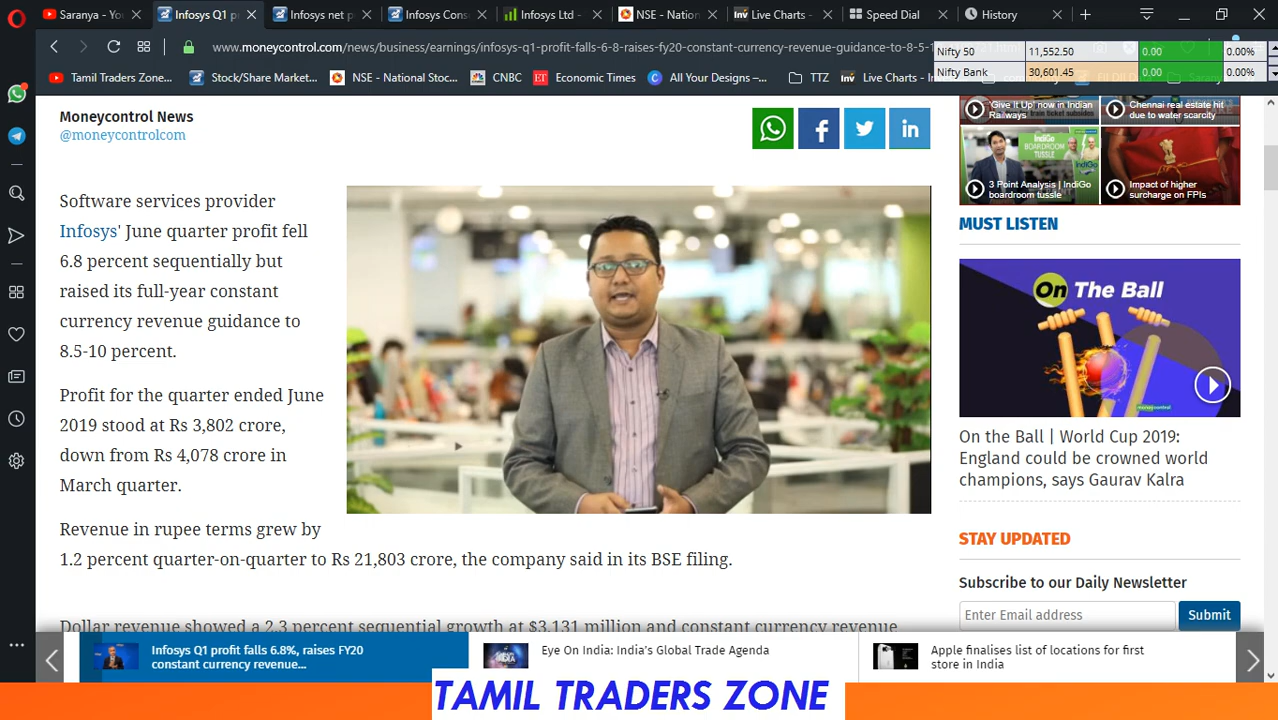 Saranya - Yo
Infosys Q1 p
Infosys net p
Infosys Cons
Infosys Ltd -
NSE - Nation
Live Charts -
Speed Dial
History
www.moneycontrol.com/news/business/earnings/infosys-q1-profit-falls-6-8-raises-fy20-constant-currency-revenue-guidance-to-8-5-1
Nifty 50 11,552.50 0.00 0.00%
Nifty Bank 30,601.45 0.00 0.00%
Tamil Traders Zone...
Stock/Share Market...
NSE - National Stoc...
CNBC
Economic Times
All Your Designs –...
TTZ
Live Charts - In
Moneycontrol News
@moneycontrolcom
Software services provider
Infosys' June quarter profit fell
6.8 percent sequentially but
raised its full-year constant
currency revenue guidance to
8.5-10 percent.
Profit for the quarter ended June
2019 stood at Rs 3,802 crore,
down from Rs 4,078 crore in
March quarter.
Revenue in rupee terms grew by
1.2 percent quarter-on-quarter to Rs 21,803 crore, the company said in its BSE filing.
Dollar revenue showed a 2.3 percent sequential growth at $3,131 million and constant currency revenue
'Give It Up' now in Indian
Railways
Chennai real estate hit
due to water scarcity
INDIGO
BOARDROOM
TUSSLE
3 Point Analysis | IndiGo
boardroom tussle
Impact of higher
surcharge on FPIs
MUST LISTEN
On The Ball
moneycontrol
On the Ball | World Cup 2019:
England could be crowned world
champions, says Gaurav Kalra
STAY UPDATED
Subscribe to our Daily Newsletter
Enter Email address
Submit
Infosys Q1 profit falls 6.8%, raises FY20
constant currency revenue...
Eye On India: India's Global Trade Agenda
Apple finalises list of locations for first
store in India
TAMIL TRADERS ZONE